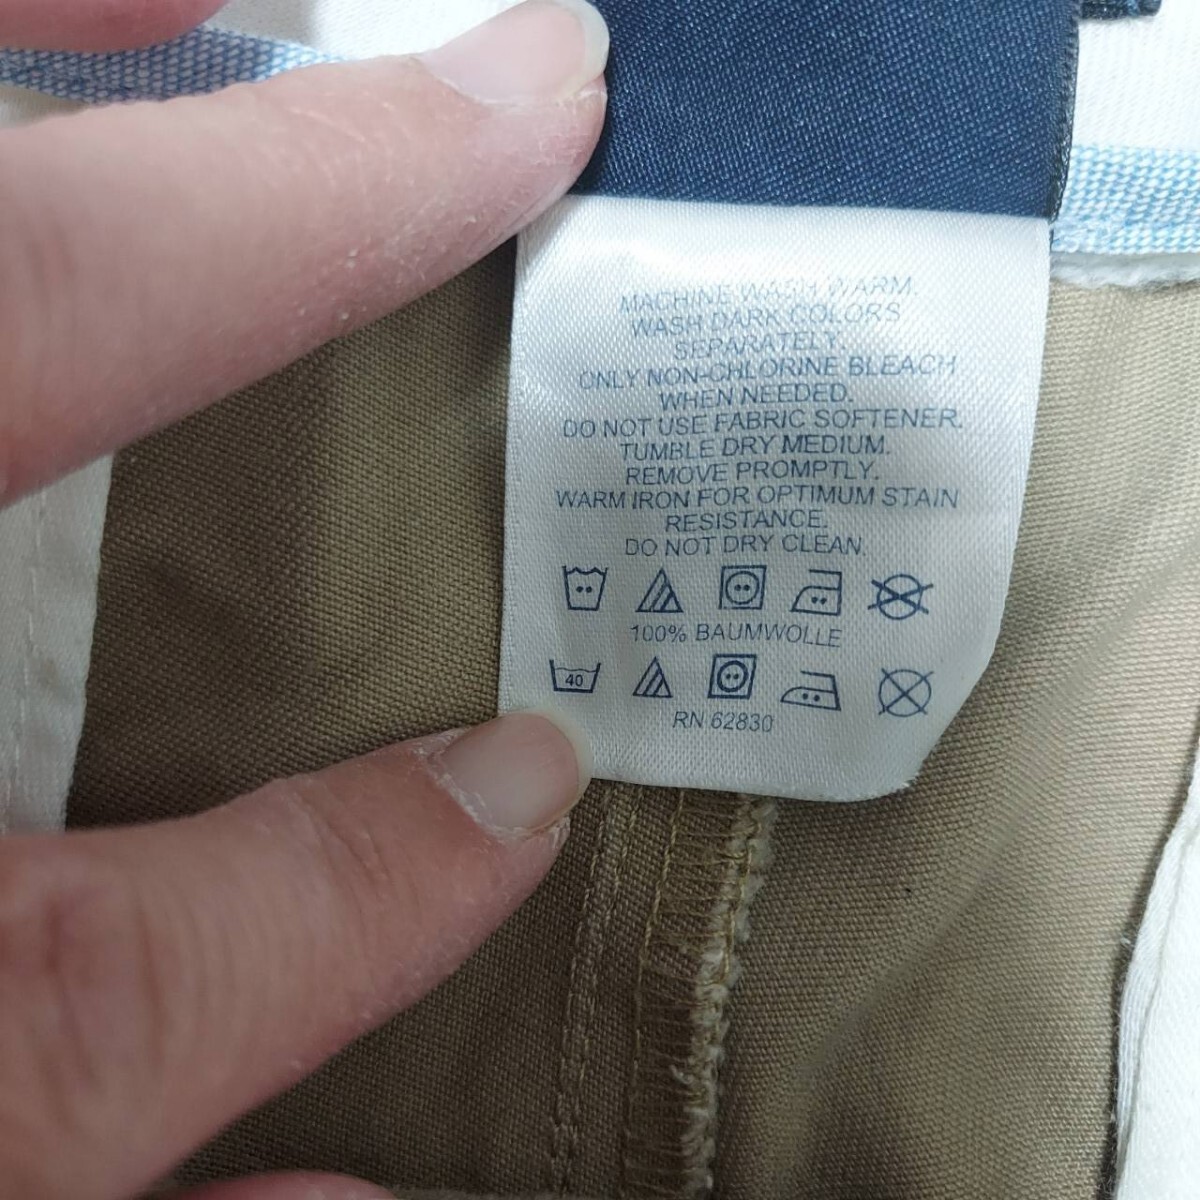 MACHINE WASH WARM.
WASH DARK COLORS
SEPARATELY.
ONLY NON-CHLORINE BLEACH
WHEN NEEDED.
DO NOT USE FABRIC SOFTENER.
TUMBLE DRY MEDIUM.
REMOVE PROMPTLY.
WARM IRON FOR OPTIMUM STAIN
RESISTANCE.
DO NOT DRY CLEAN.
100% BAUMWOLLE
40
RN 62830